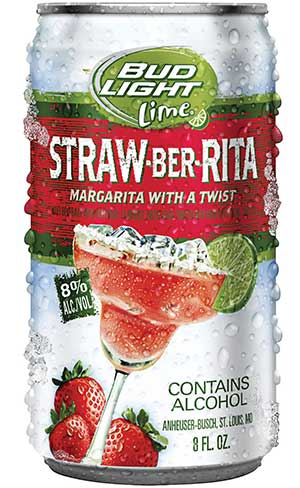 BUD
LIGHT
Lime®
STRAW-BER-RITA
MARGARITA WITH A TWIST
8%
ALC/VOL
CONTAINS
ALCOHOL
ANHEUSER-BUSCH, ST. LOUIS, MO
8 FL. OZ.